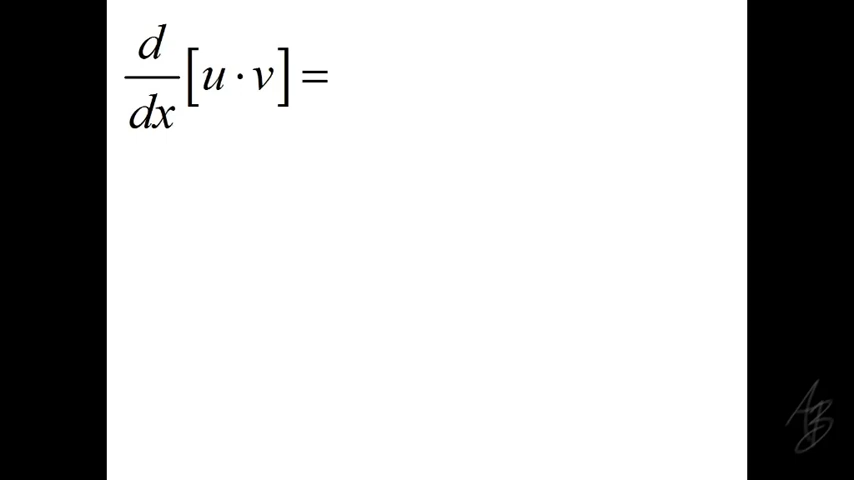 d/dx [u · v] =